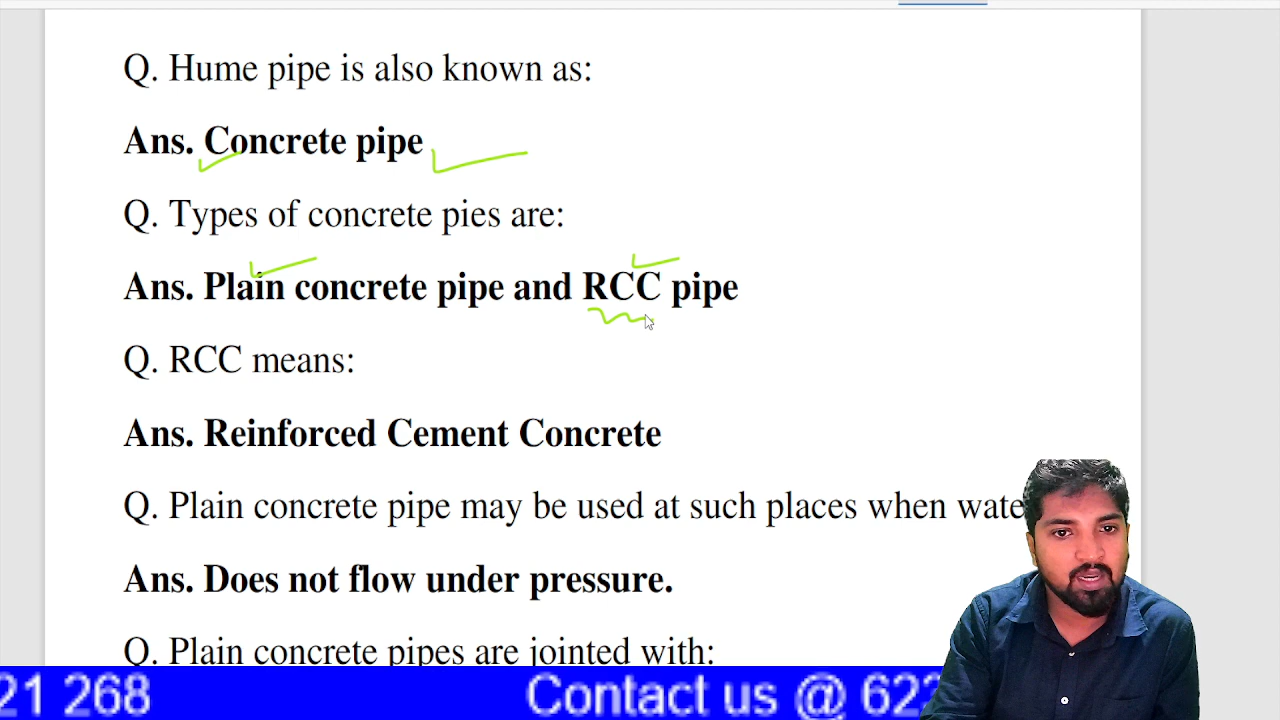 Q. Hume pipe is also known as:
Ans. Concrete pipe
Q. Types of concrete pies are:
Ans. Plain concrete pipe and RCC pipe
Q. RCC means:
Ans. Reinforced Cement Concrete
Q. Plain concrete pipe may be used at such places when wate
Ans. Does not flow under pressure.
Q. Plain concrete pipes are jointed with:
21 268 Contact us @ 622